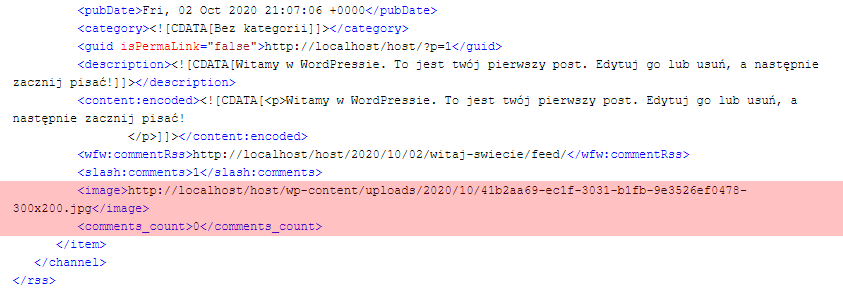 <pubDate>Fri, 02 Oct 2020 21:07:06 +0000</pubDate>
<category><![CDATA[Bez kategorii]]></category>
<guid isPermaLink="false">http://localhost/host/?p=1</guid>
<description><![CDATA[Witamy w WordPressie. To jest twój pierwszy post. Edytuj go lub usuń, a następnie
zacznij pisać!]]></description>
<content:encoded><![CDATA[<p>Witamy w WordPressie. To jest twój pierwszy post. Edytuj go lub usuń, a
następnie zacznij pisać!
</p>]]></content:encoded>
<wfw:commentRss>http://localhost/host/2020/10/02/witaj-swiecie/feed/</wfw:commentRss>
<slash:comments>1</slash:comments>
<image>http://localhost/host/wp-content/uploads/2020/10/41b2aa69-ec1f-3031-b1fb-9e3526ef0478-
300x200.jpg</image>
<comments_count>0</comments_count>
</item>
</channel>
</rss>